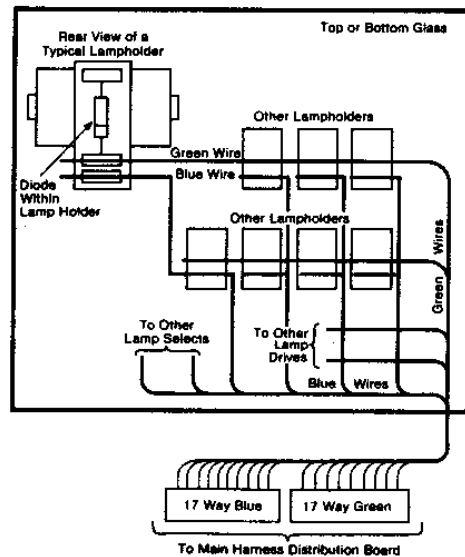 Top or Bottom Glass
Rear View of a
Typical Lampholder
Other Lampholders
Green Wire
Blue Wire
Diode
Within
Lamp Holder
Other Lampholders
Wires
Green
To Other
Lamp Selects
To Other
Lamp
Drives
Blue Wires
17 Way Blue
17 Way Green
To Main Harness Distribution Board